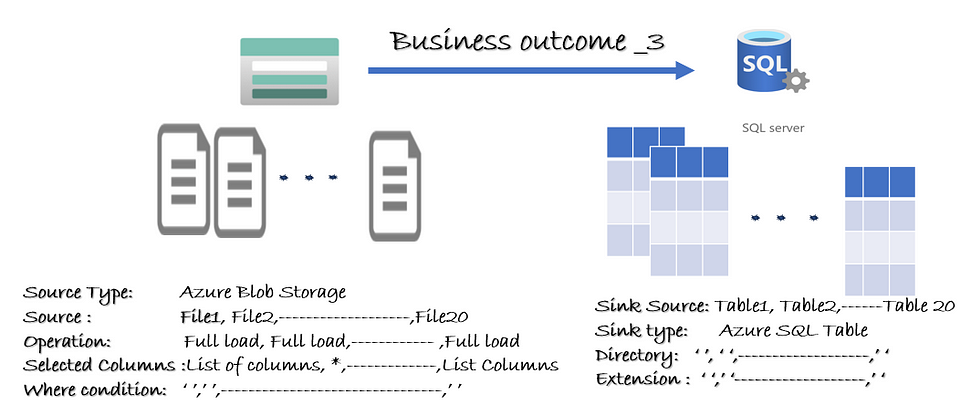 Business outcome _3
SQL
SQL server
Source Type: Azure Blob Storage
Source : File1, File2,-------------------,File20
Operation: Full load, Full load,------------ ,Full load
Selected Columns :List of columns, *,-------------,List Columns
Where condition: ‘ ‘,’ ‘,---------------------------------,’ ‘
Sink Source: Table1, Table2,------Table 20
Sink type: Azure SQL Table
Directory: ‘ ‘, ‘ ‘,-------------------,’ ‘
Extension : ‘ ‘,‘ ‘-------------------,’ ‘